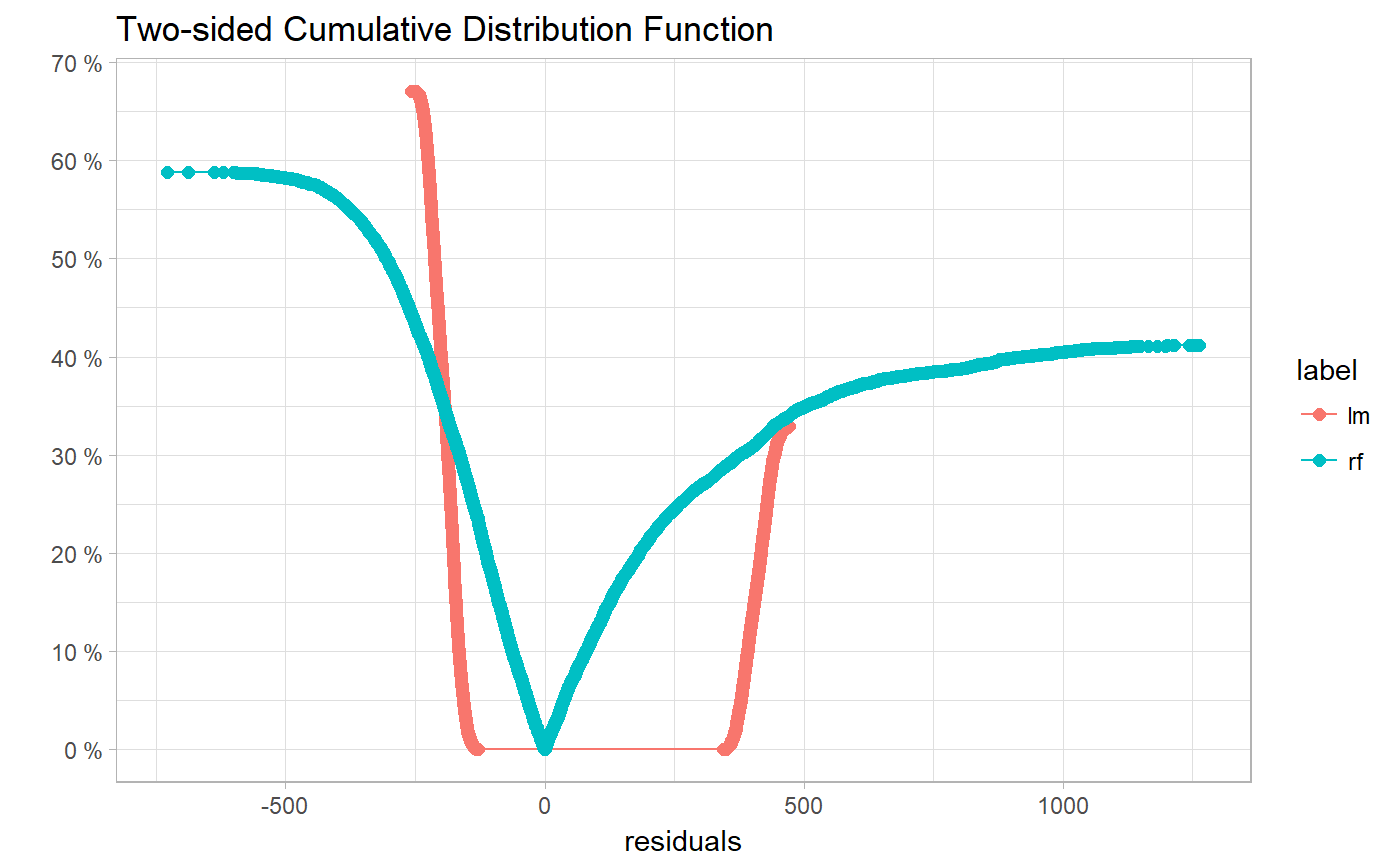 Two-sided Cumulative Distribution Function
70 %
60 %
50 %
40 %
30 %
20 %
10 %
0 %
-500
0
500
1000
residuals
label
lm
rf